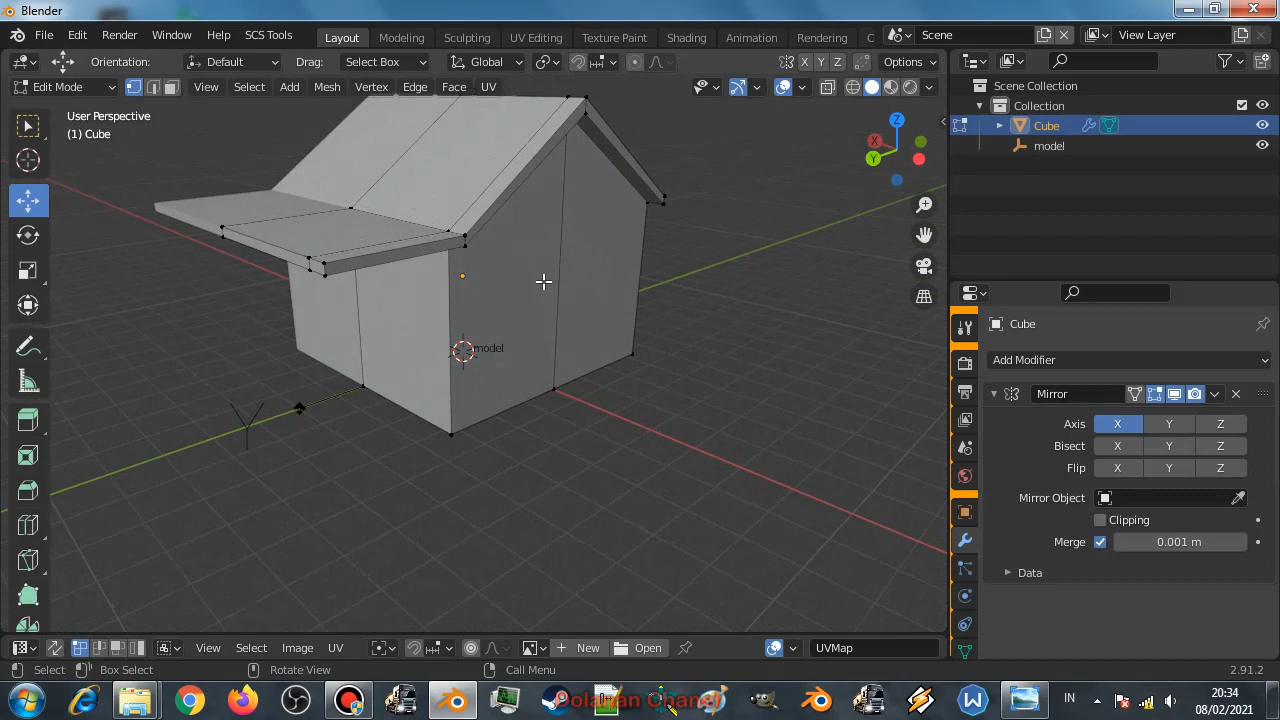 Blender
File Edit Render Window Help SCS Tools
Layout Modeling Sculpting UV Editing Texture Paint Shading Animation Rendering C
Scene
View Layer
Orientation: Default Drag: Select Box Global X Y Z Options
Edit Mode View Select Add Mesh Vertex Edge Face UV
User Perspective
(1) Cube
Z
X
Y
model
Y
Scene Collection
Collection
Cube
model
Cube
Add Modifier
Mirror
Axis X Y Z
Bisect X Y Z
Flip X Y Z
Mirror Object
Clipping
Merge 0.001 m
Data
View Select Image UV New Open UVMap
Select Box Select Rotate View Call Menu 2.91.2
Dolanan Chanel
IN
20:34
08/02/2021